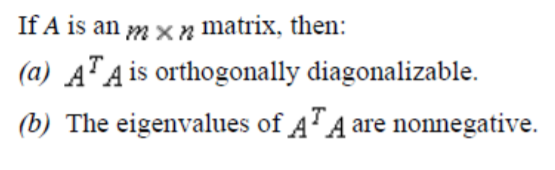 If A is an m × n matrix, then:
(a) AᵀA is orthogonally diagonalizable.
(b) The eigenvalues of AᵀA are nonnegative.